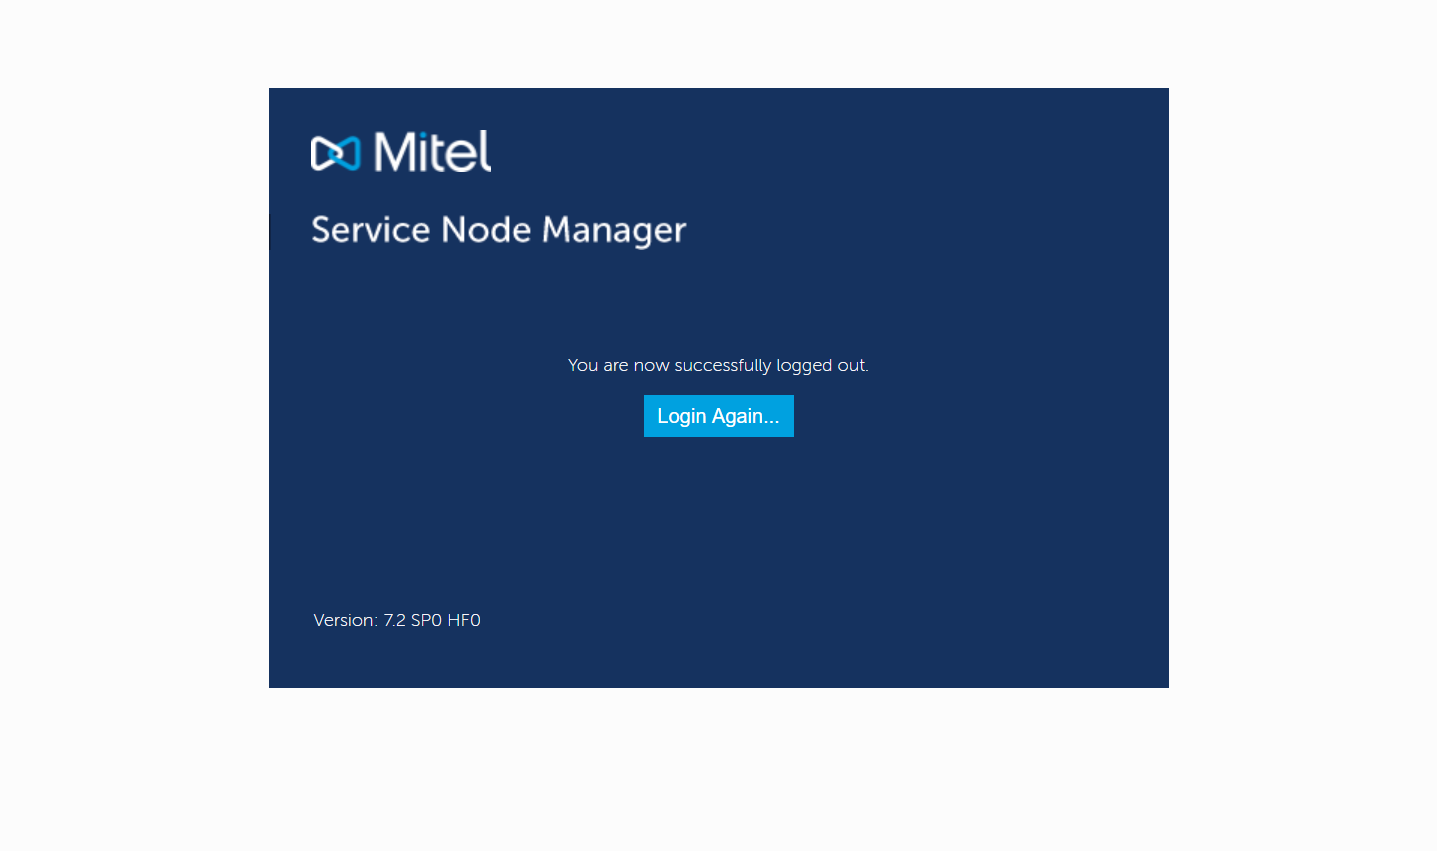 Mitel
Service Node Manager
You are now successfully logged out.
Login Again...
Version: 7.2 SP0 HF0